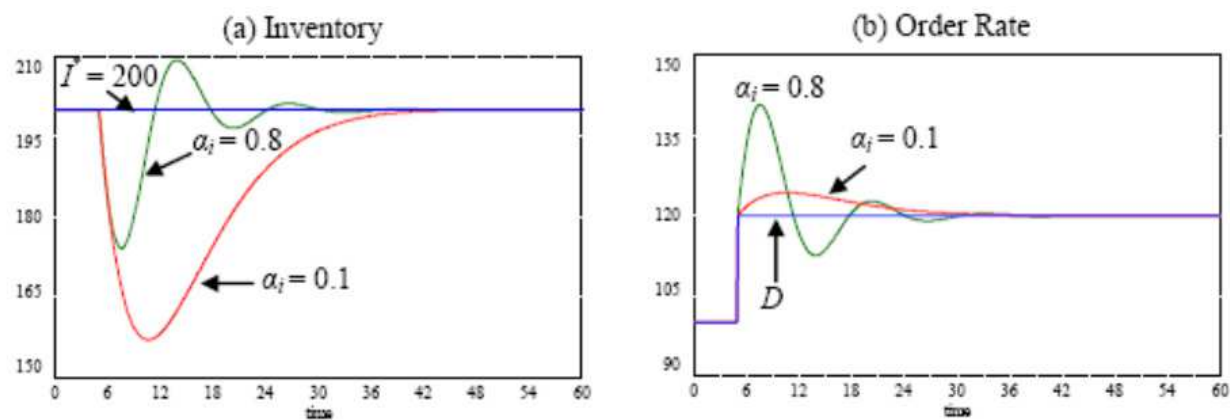 (a) Inventory
210
I* = 200
195
αi = 0.8
180
165
αi = 0.1
150
0 6 12 18 24 30 36 42 48 54 60
time
(b) Order Rate
150
αi = 0.8
135
αi = 0.1
120
105
D
90
0 6 12 18 24 30 36 42 48 54 60
time